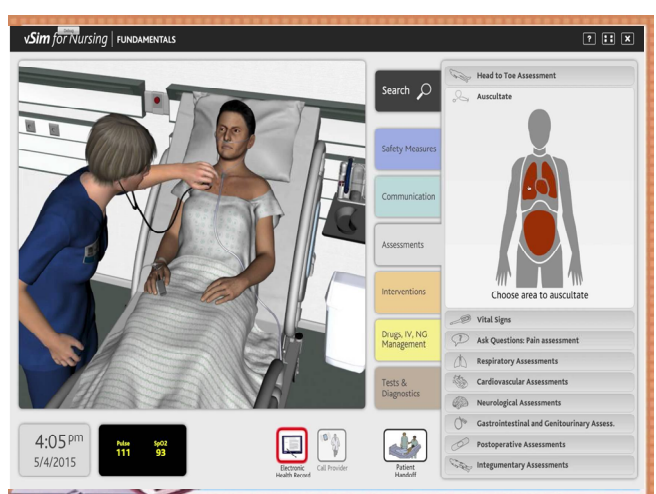 vSim for Nursing | FUNDAMENTALS
? X
Search
Safety Measures
Communication
Assessments
Interventions
Drugs, IV, NG
Management
Tests &
Diagnostics
Head to Toe Assessment
Auscultate
Choose area to auscultate
Vital Signs
Ask Questions: Pain assessment
Respiratory Assessments
Cardiovascular Assessments
Neurological Assessments
Gastrointestinal and Genitourinary Assess.
Postoperative Assessments
Integumentary Assessments
4:05 pm
5/4/2015
Pulse SpO2
111 93
Electronic
Health Record
Call Provider
Patient
Handoff